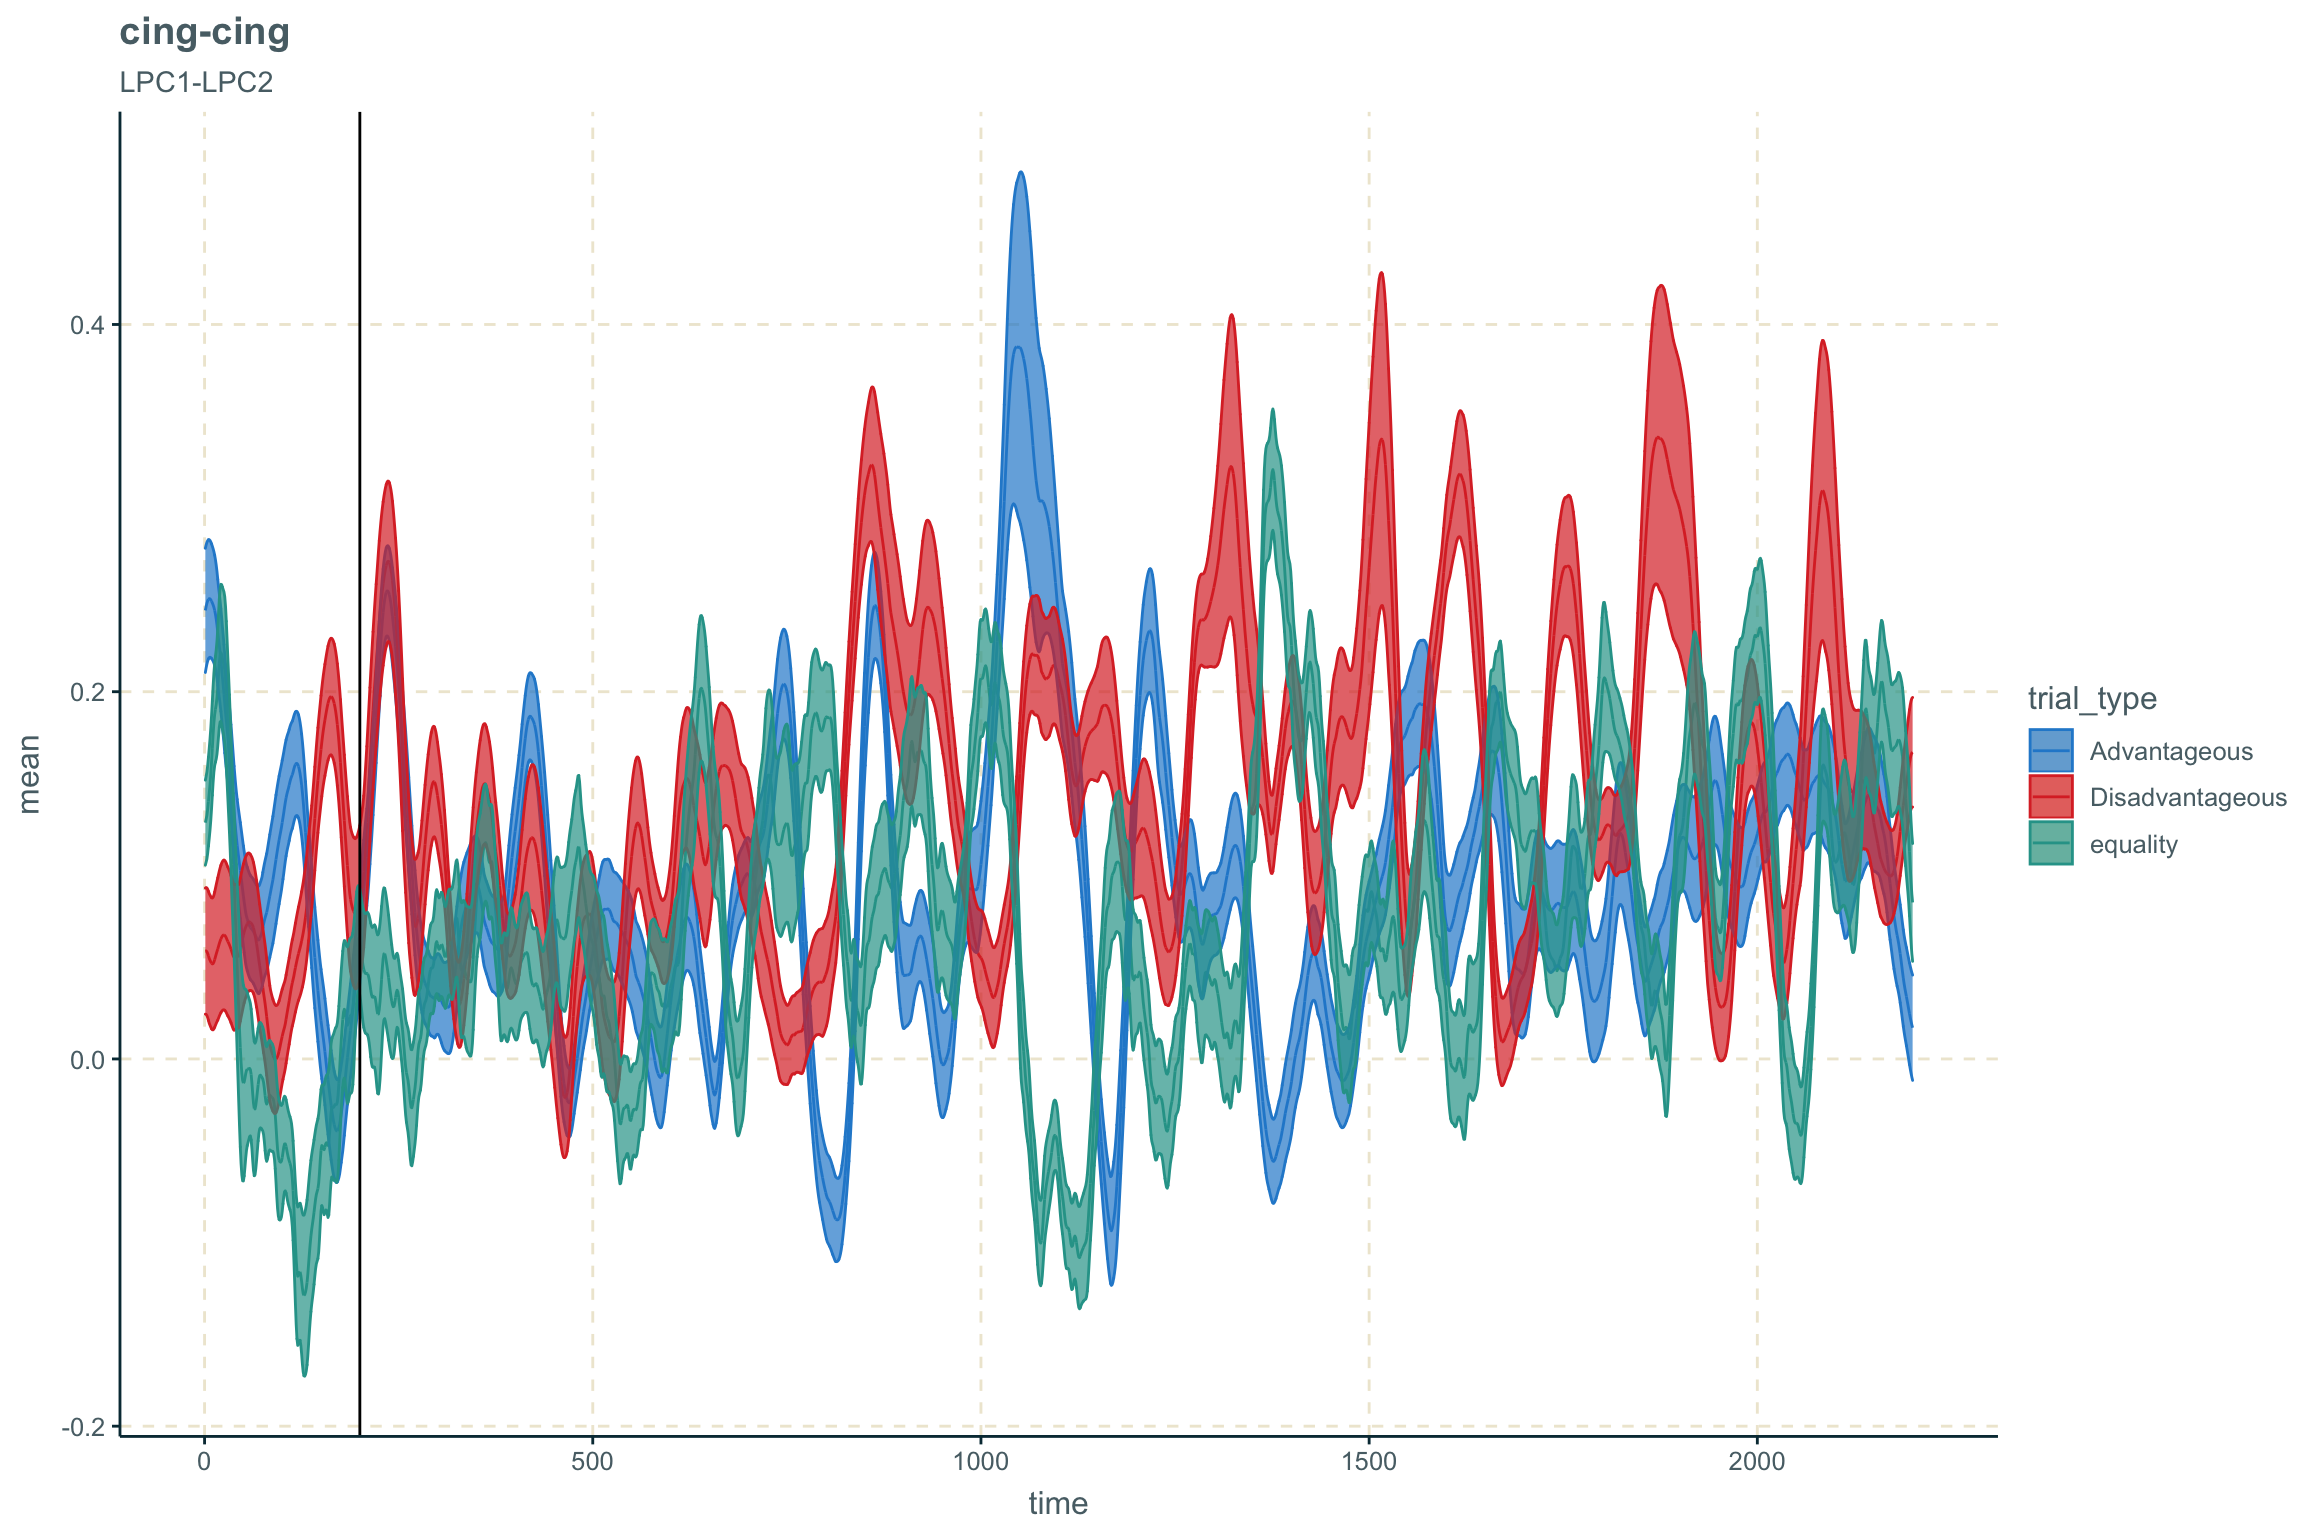 cing-cing
LPC1-LPC2
mean
0.4
0.2
0.0
-0.2
0
500
1000
1500
2000
time
trial_type
Advantageous
Disadvantageous
equality